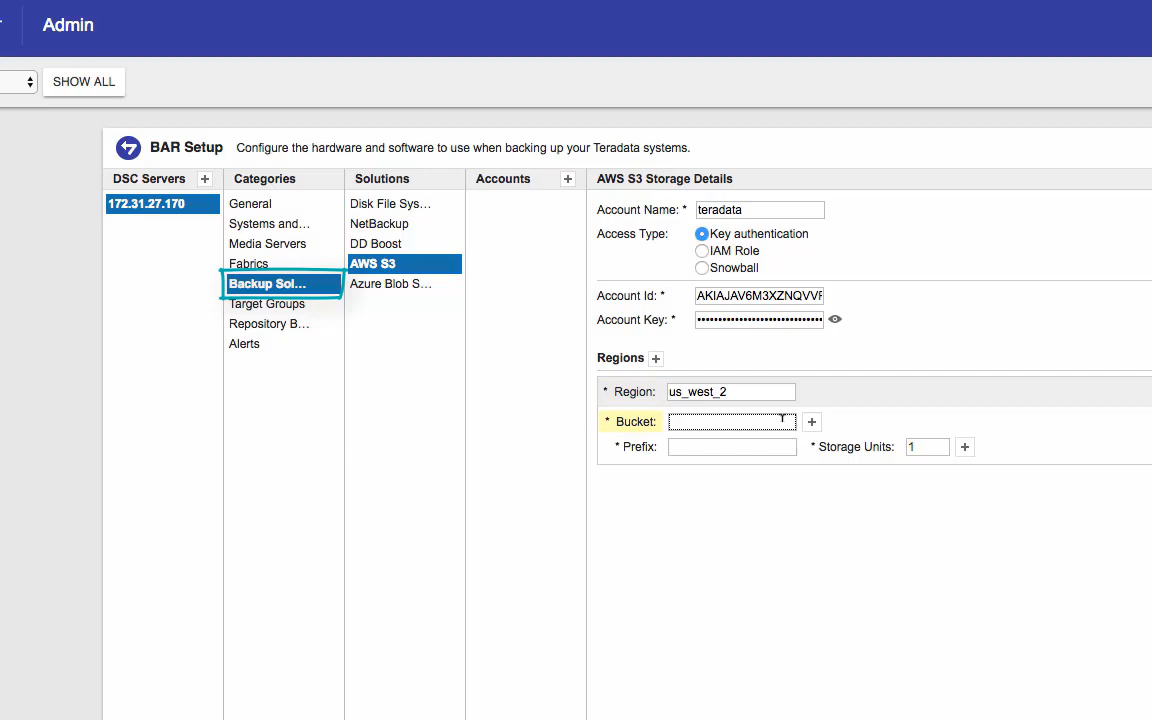 Admin
SHOW ALL
BAR Setup Configure the hardware and software to use when backing up your Teradata systems.
DSC Servers +
172.31.27.170
Categories
General
Systems and...
Media Servers
Fabrics
Backup Sol...
Target Groups
Repository B...
Alerts
Solutions
Disk File Sys...
NetBackup
DD Boost
AWS S3
Azure Blob S...
Accounts +
AWS S3 Storage Details
Account Name: * teradata
Access Type: Key authentication
IAM Role
Snowball
Account Id: * AKIAJAV6M3XZNQVVF
Account Key: * ••••••••••••••••••••••••••••••
Regions +
* Region: us_west_2
* Bucket: +
* Prefix: * Storage Units: 1 +